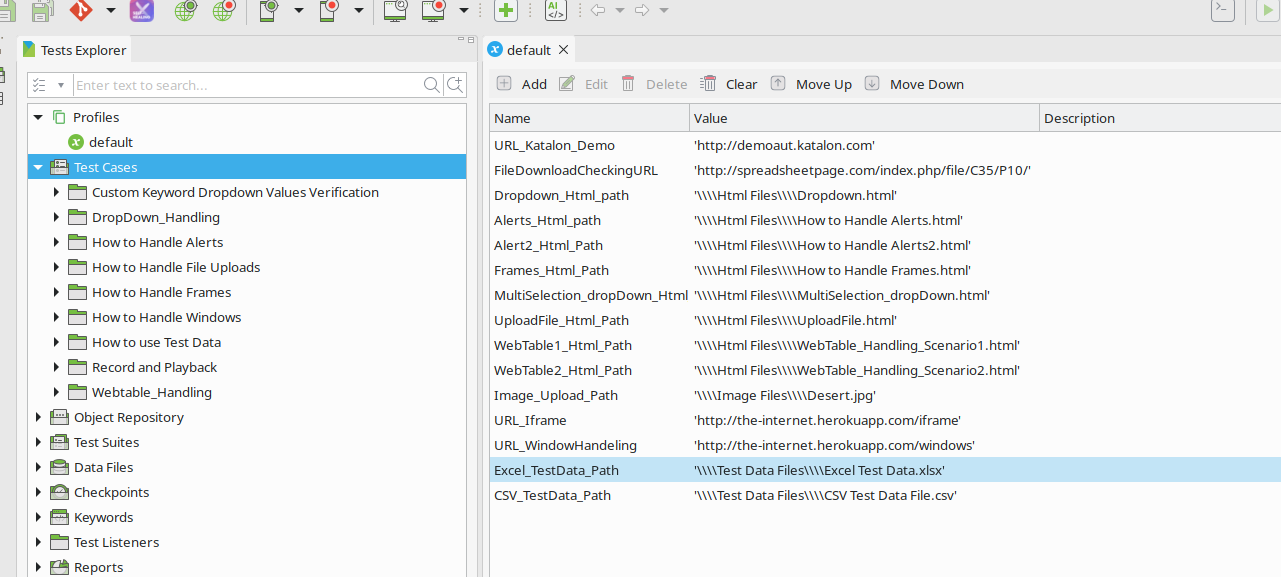 AI
Tests Explorer
Enter text to search...
Profiles
default
Test Cases
Custom Keyword Dropdown Values Verification
DropDown_Handling
How to Handle Alerts
How to Handle File Uploads
How to Handle Frames
How to Handle Windows
How to use Test Data
Record and Playback
Webtable_Handling
Object Repository
Test Suites
Data Files
Checkpoints
Keywords
Test Listeners
Reports
default
Add Edit Delete Clear Move Up Move Down
Name Value Description
URL_Katalon_Demo 'http://demoaut.katalon.com'
FileDownloadCheckingURL 'http://spreadsheetpage.com/index.php/file/C35/P10/'
Dropdown_Html_path '\\\\Html Files\\\\Dropdown.html'
Alerts_Html_path '\\\\Html Files\\\\How to Handle Alerts.html'
Alert2_Html_Path '\\\\Html Files\\\\How to Handle Alerts2.html'
Frames_Html_Path '\\\\Html Files\\\\How to Handle Frames.html'
MultiSelection_dropDown_Html '\\\\Html Files\\\\MultiSelection_dropDown.html'
UploadFile_Html_Path '\\\\Html Files\\\\UploadFile.html'
WebTable1_Html_Path '\\\\Html Files\\\\WebTable_Handling_Scenario1.html'
WebTable2_Html_Path '\\\\Html Files\\\\WebTable_Handling_Scenario2.html'
Image_Upload_Path '\\\\Image Files\\\\Desert.jpg'
URL_Iframe 'http://the-internet.herokuapp.com/iframe'
URL_WindowHandeling 'http://the-internet.herokuapp.com/windows'
Excel_TestData_Path '\\\\Test Data Files\\\\Excel Test Data.xlsx'
CSV_TestData_Path '\\\\Test Data Files\\\\CSV Test Data File.csv'